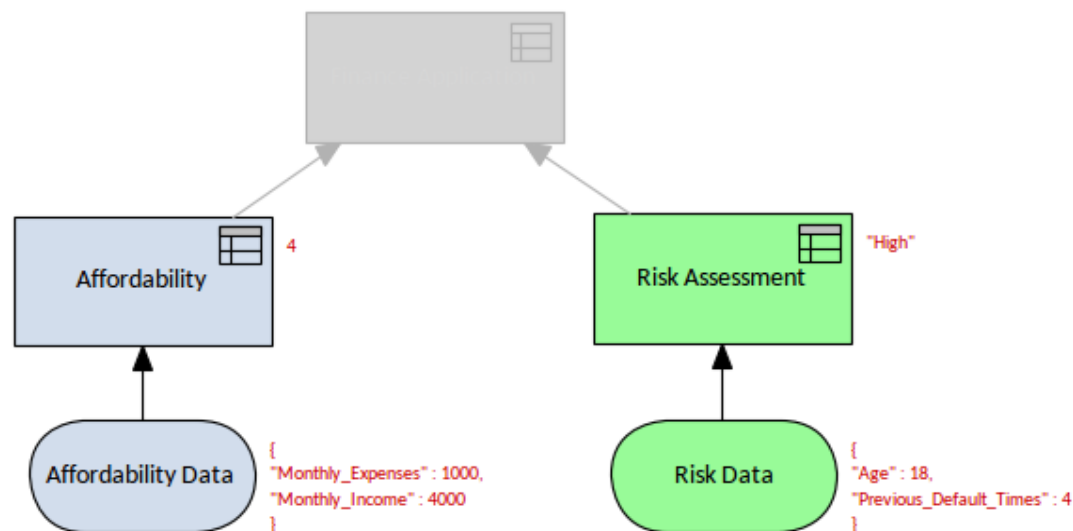 4
"High"
Affordability
Risk Assessment
Affordability Data
{
"Monthly_Expenses" : 1000,
"Monthly_Income" : 4000
}
Risk Data
{
"Age" : 18,
"Previous_Default_Times" : 4
}